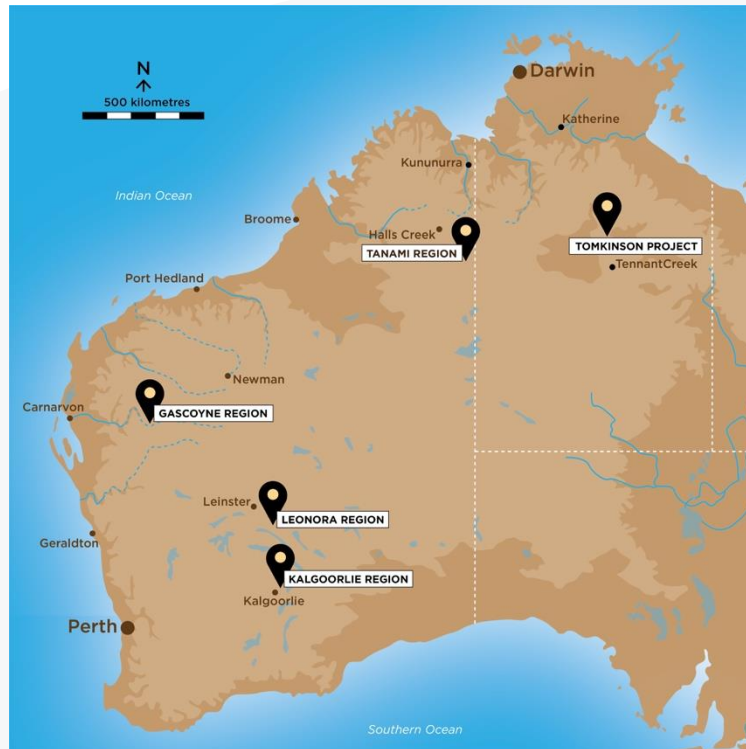 Darwin
N
500 kilometres
Katherine
Kununurra
Indian Ocean
Broome
Halls Creek
TANAMI REGION
TOMKINSON PROJECT
TennantCreek
Port Hedland
Newman
Carnarvon
GASCOYNE REGION
Leinster
LEONORA REGION
Geraldton
KALGOORLIE REGION
Kalgoorlie
Perth
Southern Ocean